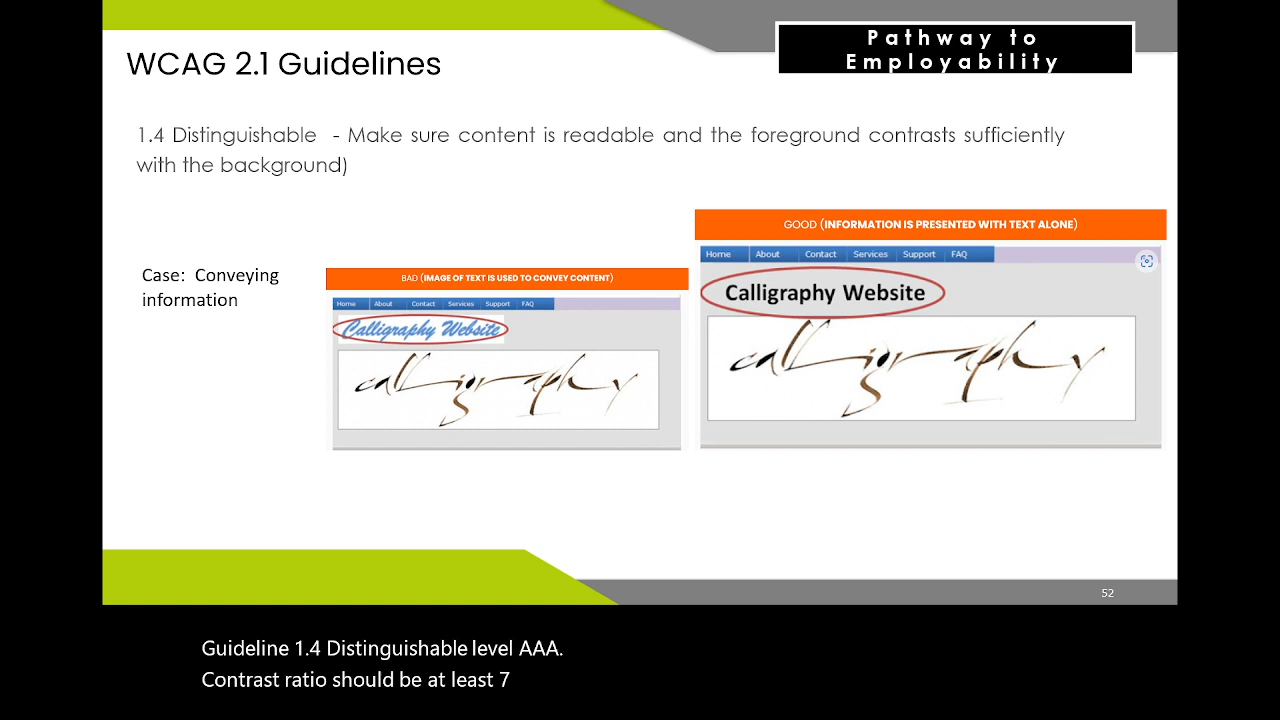 Pathway to
Employability
WCAG 2.1 Guidelines
1.4 Distinguishable - Make sure content is readable and the foreground contrasts sufficiently
with the background)
Case: Conveying
information
BAD (IMAGE OF TEXT IS USED TO CONVEY CONTENT)
Home About Contact Services Support FAQ
Calligraphy Website
calligraphy
GOOD (INFORMATION IS PRESENTED WITH TEXT ALONE)
Home About Contact Services Support FAQ
Calligraphy Website
calligraphy
52
Guideline 1.4 Distinguishable level AAA.
Contrast ratio should be at least 7